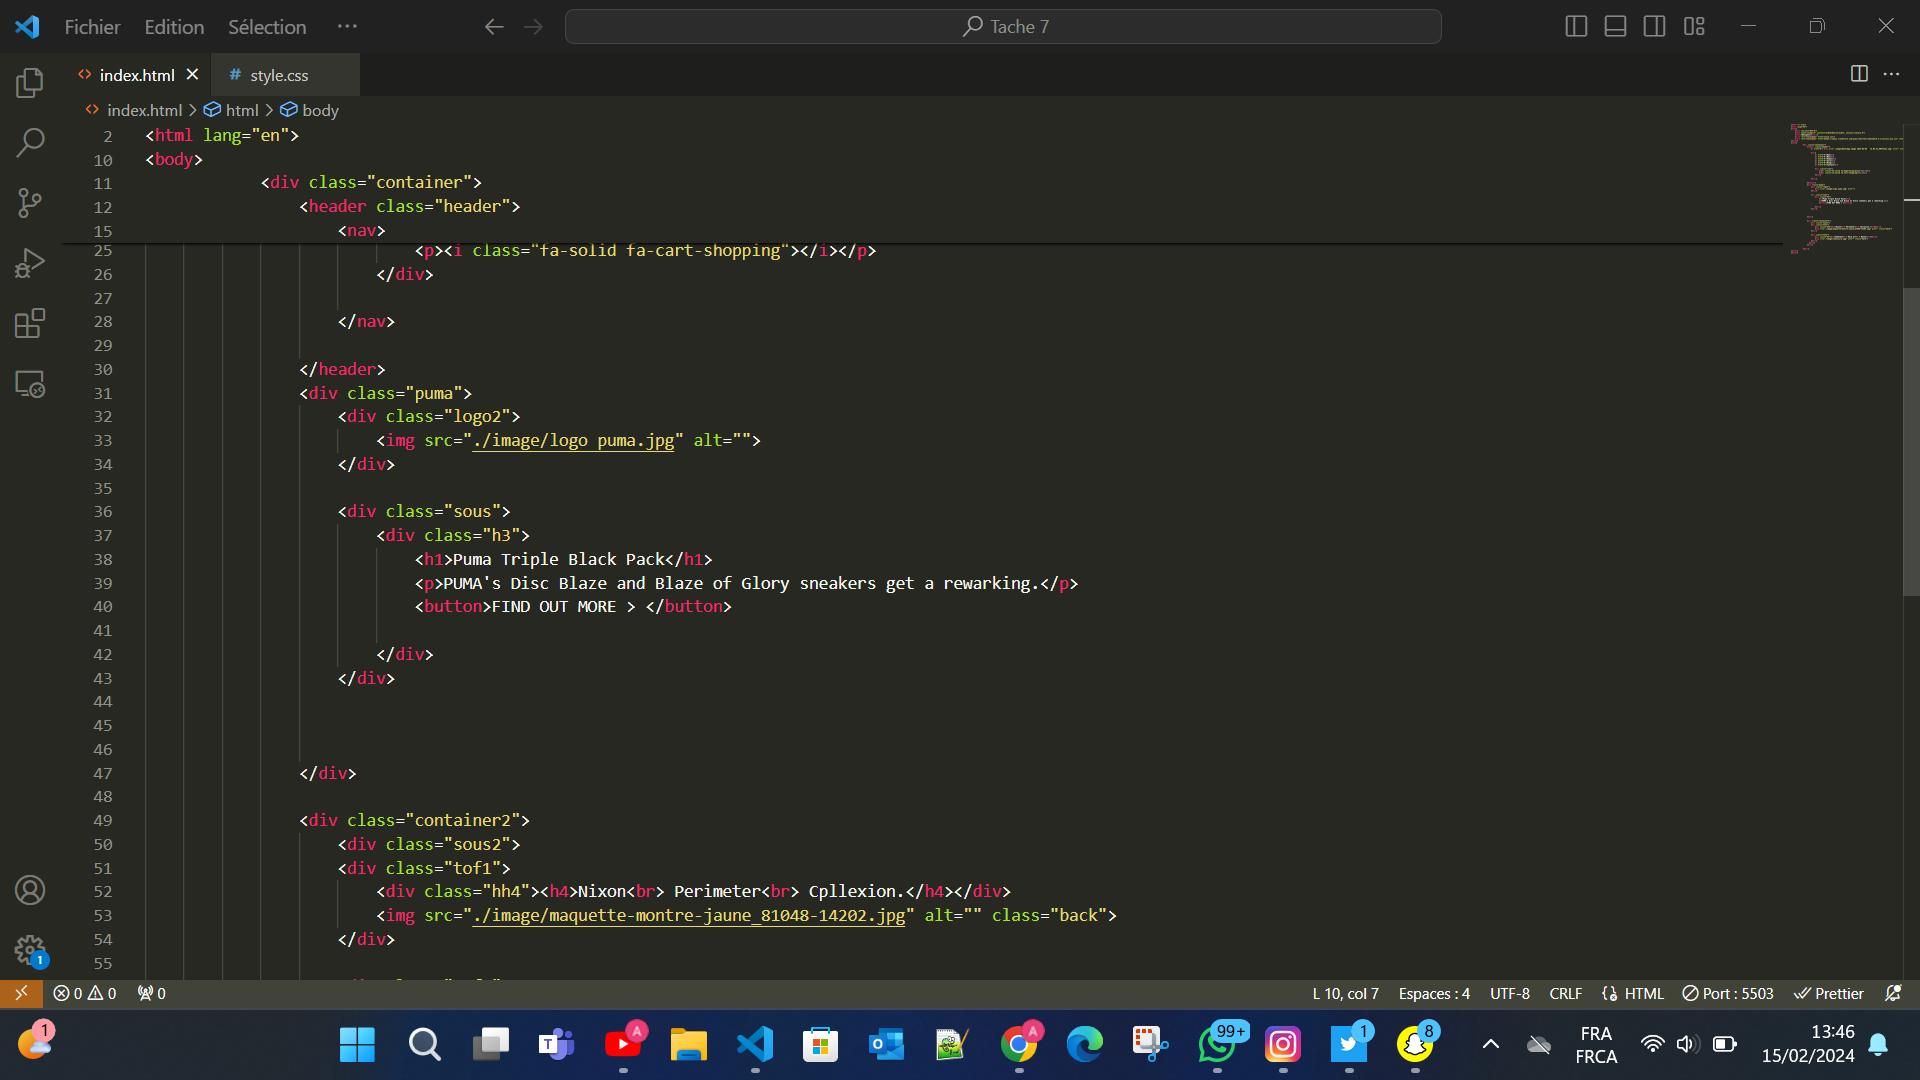 Fichier Edition Sélection ··· Tache 7
index.html style.css
index.html > html > body
2 <html lang="en">
10 <body>
11 <div class="container">
12 <header class="header">
15 <nav>
25 <p><i class="fa-solid fa-cart-shopping"></i></p>
26 </div>
27
28 </nav>
29
30 </header>
31 <div class="puma">
32 <div class="logo2">
33 <img src="./image/logo puma.jpg" alt="">
34 </div>
35
36 <div class="sous">
37 <div class="h3">
38 <h1>Puma Triple Black Pack</h1>
39 <p>PUMA's Disc Blaze and Blaze of Glory sneakers get a rewarking.</p>
40 <button>FIND OUT MORE > </button>
41
42 </div>
43 </div>
44
45
46
47 </div>
48
49 <div class="container2">
50 <div class="sous2">
51 <div class="tof1">
52 <div class="hh4"><h4>Nixon<br> Perimeter<br> Cpllexion.</h4></div>
53 <img src="./image/maquette-montre-jaune_81048-14202.jpg" alt="" class="back">
54 </div>
55
1
0 0 0 L 10, col 7 Espaces : 4 UTF-8 CRLF HTML Port : 5503 Prettier
1 A A 99+ 1 8 FRA 13:46
FRCA 15/02/2024